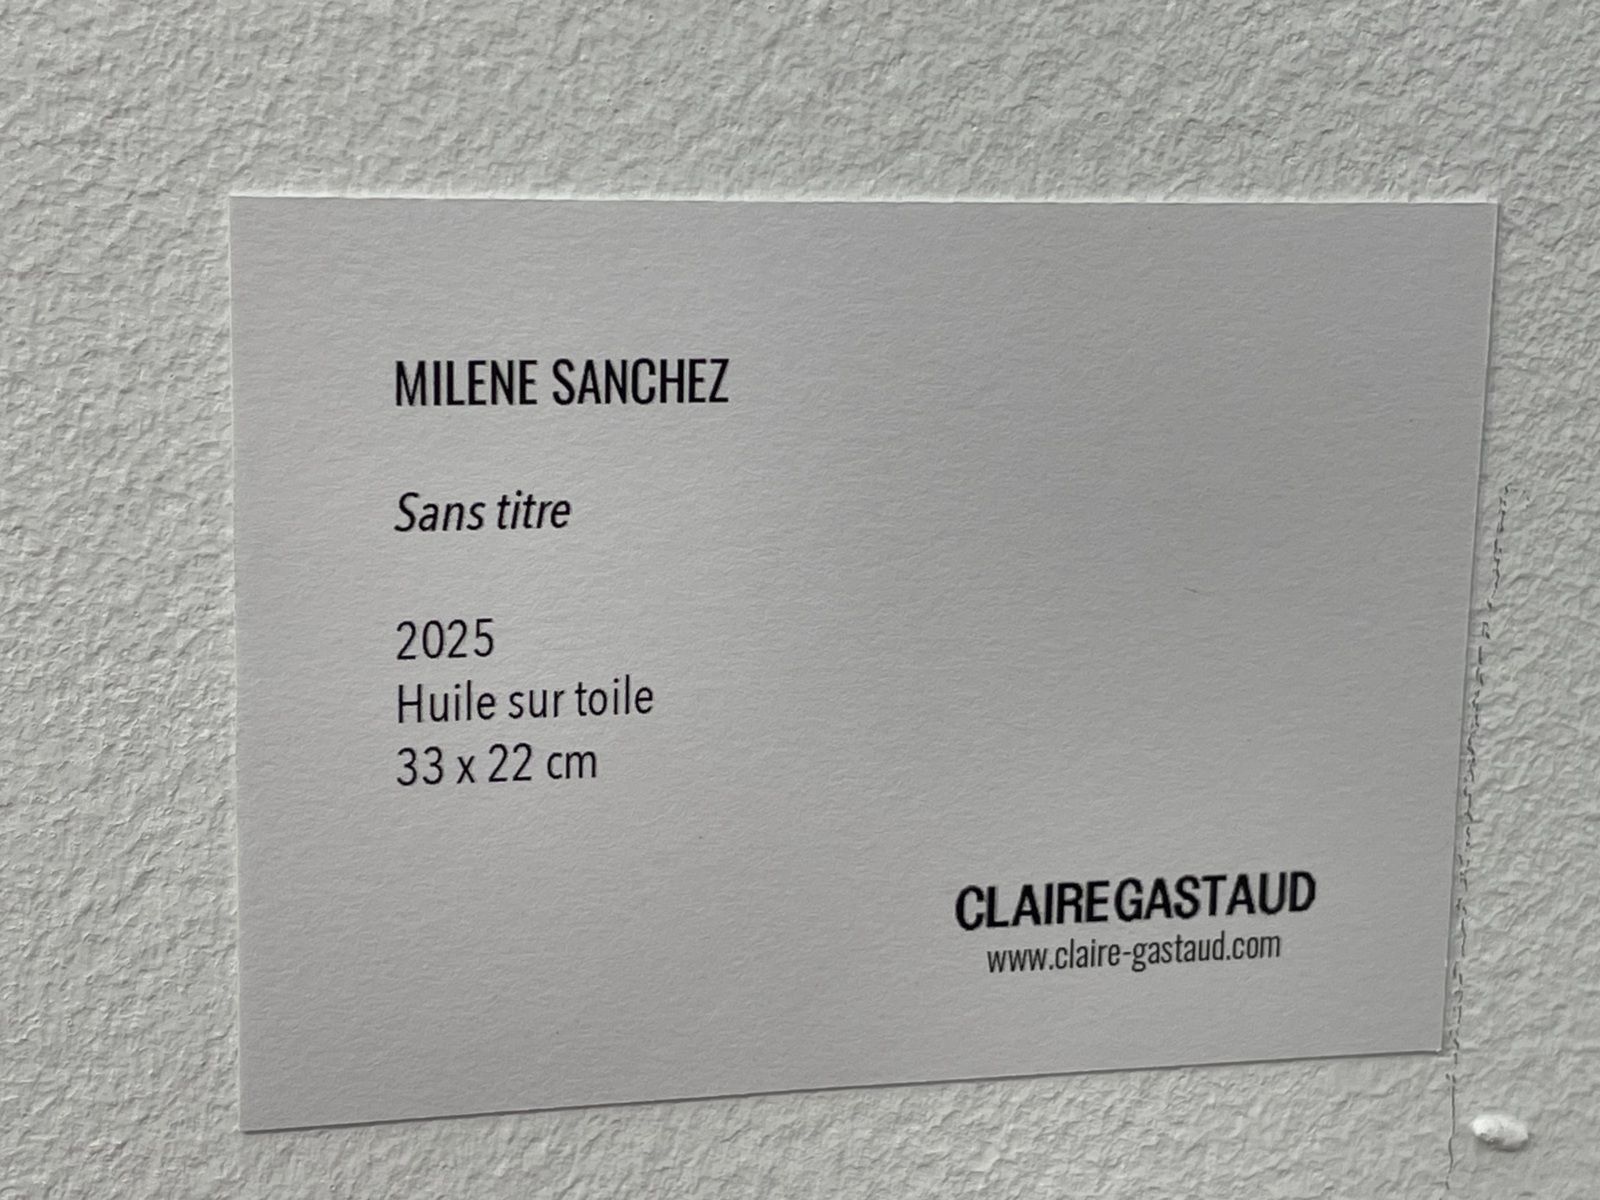 MILENE SANCHEZ
Sans titre
2025
Huile sur toile
33 x 22 cm
CLAIREGASTAUD
www.claire-gastaud.com